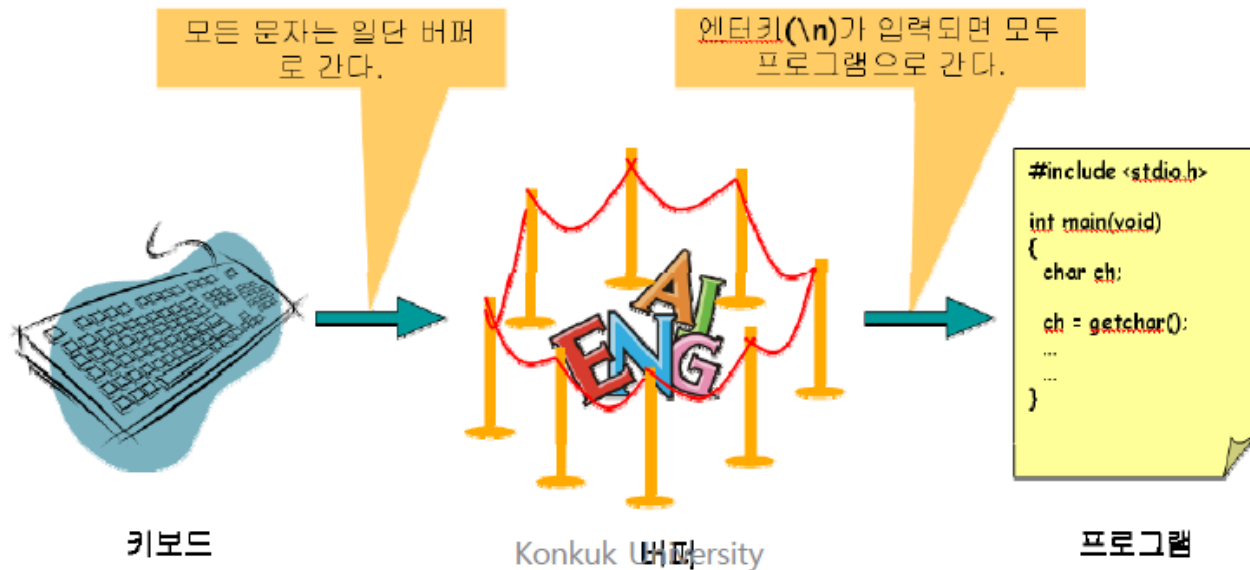 모든 문자는 일단 버퍼
로 간다.
엔터키(\n)가 입력되면 모두
프로그램으로 간다.
#include <stdio.h>
int main(void)
{
char ch;
ch = getchar();
...
...
}
A I
ENG
키보드
버퍼
프로그램
Konkuk University